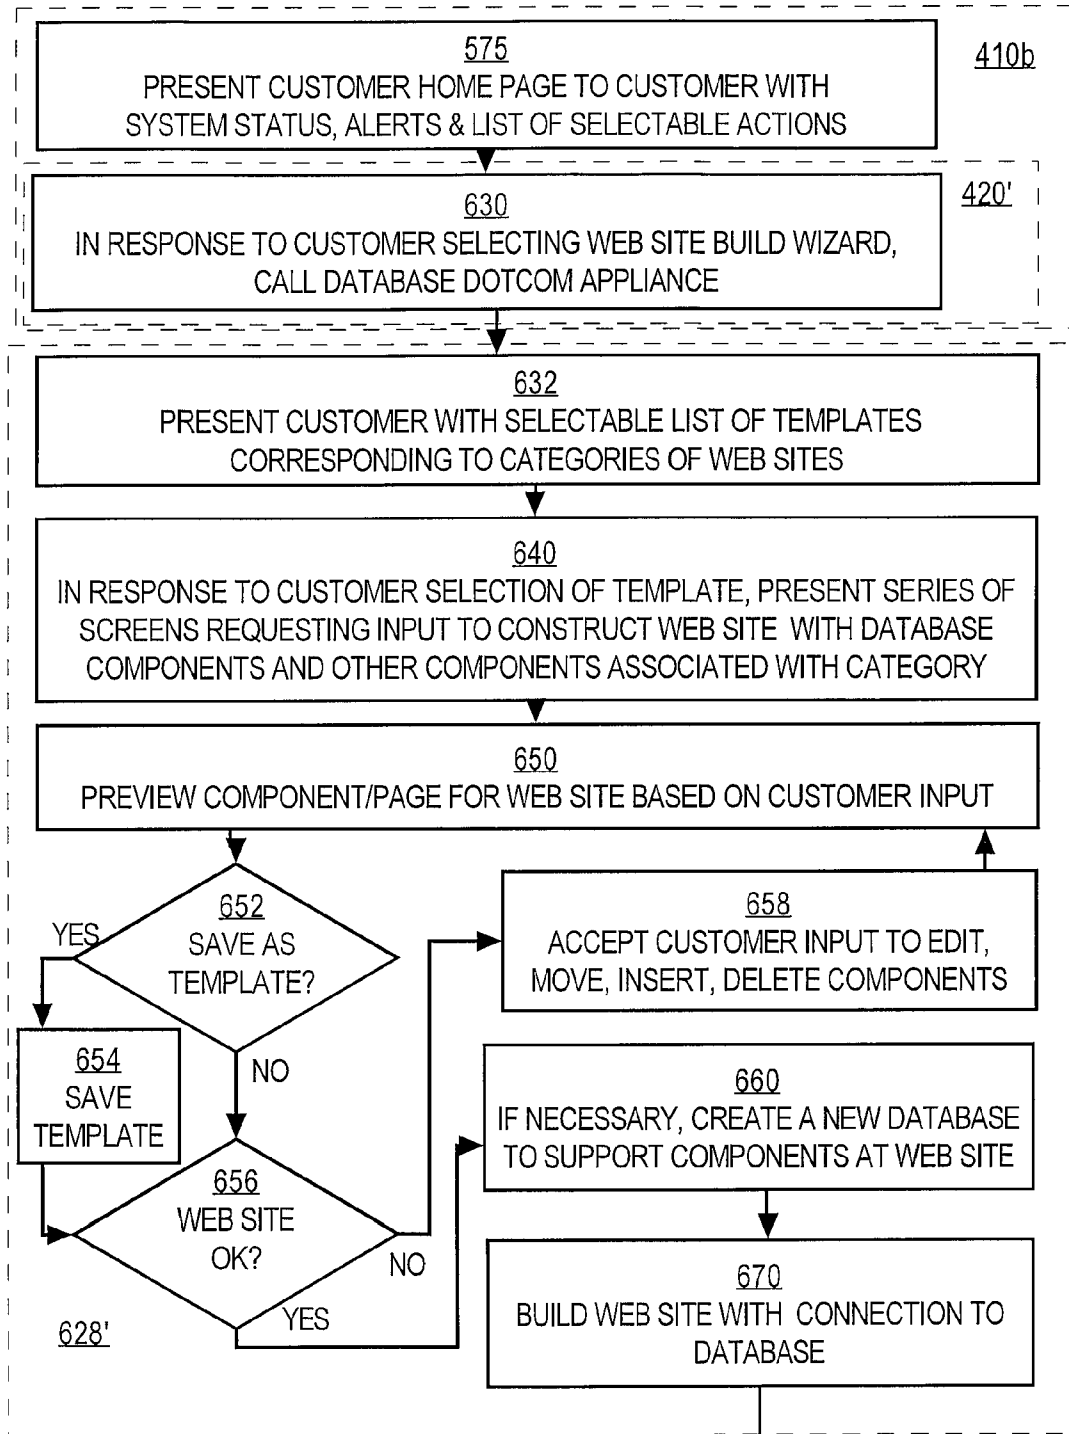 575
410b
PRESENT CUSTOMER HOME PAGE TO CUSTOMER WITH
SYSTEM STATUS, ALERTS & LIST OF SELECTABLE ACTIONS
630
420'
IN RESPONSE TO CUSTOMER SELECTING WEB SITE BUILD WIZARD,
CALL DATABASE DOTCOM APPLIANCE
632
PRESENT CUSTOMER WITH SELECTABLE LIST OF TEMPLATES
CORRESPONDING TO CATEGORIES OF WEB SITES
640
IN RESPONSE TO CUSTOMER SELECTION OF TEMPLATE, PRESENT SERIES OF
SCREENS REQUESTING INPUT TO CONSTRUCT WEB SITE WITH DATABASE
COMPONENTS AND OTHER COMPONENTS ASSOCIATED WITH CATEGORY
650
PREVIEW COMPONENT/PAGE FOR WEB SITE BASED ON CUSTOMER INPUT
652
SAVE AS
TEMPLATE?
YES
NO
658
ACCEPT CUSTOMER INPUT TO EDIT,
MOVE, INSERT, DELETE COMPONENTS
654
SAVE
TEMPLATE
656
WEB SITE
OK?
NO
YES
660
IF NECESSARY, CREATE A NEW DATABASE
TO SUPPORT COMPONENTS AT WEB SITE
670
BUILD WEB SITE WITH CONNECTION TO
DATABASE
628'